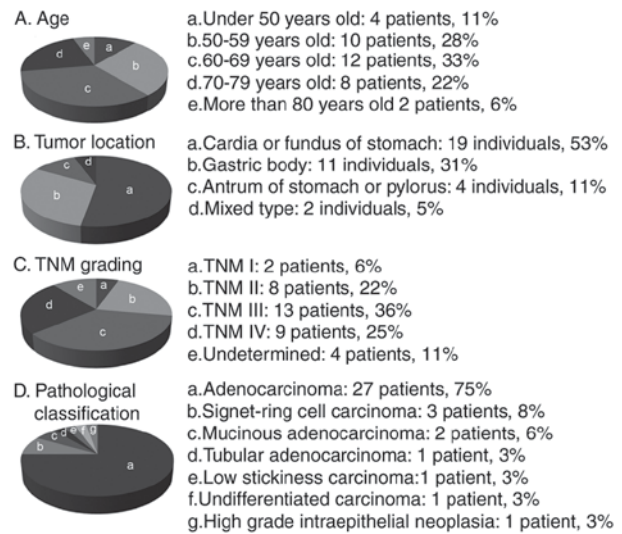 A. Age
a.Under 50 years old: 4 patients, 11%
b.50-59 years old: 10 patients, 28%
c.60-69 years old: 12 patients, 33%
d.70-79 years old: 8 patients, 22%
e.More than 80 years old 2 patients, 6%
a
b
c
d
e
B. Tumor location
a.Cardia or fundus of stomach: 19 individuals, 53%
b.Gastric body: 11 individuals, 31%
c.Antrum of stomach or pylorus: 4 individuals, 11%
d.Mixed type: 2 individuals, 5%
a
b
c
d
C. TNM grading
a.TNM I: 2 patients, 6%
b.TNM II: 8 patients, 22%
c.TNM III: 13 patients, 36%
d.TNM IV: 9 patients, 25%
e.Undetermined: 4 patients, 11%
a
b
c
d
e
D. Pathological
classification
a.Adenocarcinoma: 27 patients, 75%
b.Signet-ring cell carcinoma: 3 patients, 8%
c.Mucinous adenocarcinoma: 2 patients, 6%
d.Tubular adenocarcinoma: 1 patient, 3%
e.Low stickiness carcinoma:1 patient, 3%
f.Undifferentiated carcinoma: 1 patient, 3%
g.High grade intraepithelial neoplasia: 1 patient, 3%
a
b
c
d
e
f
g